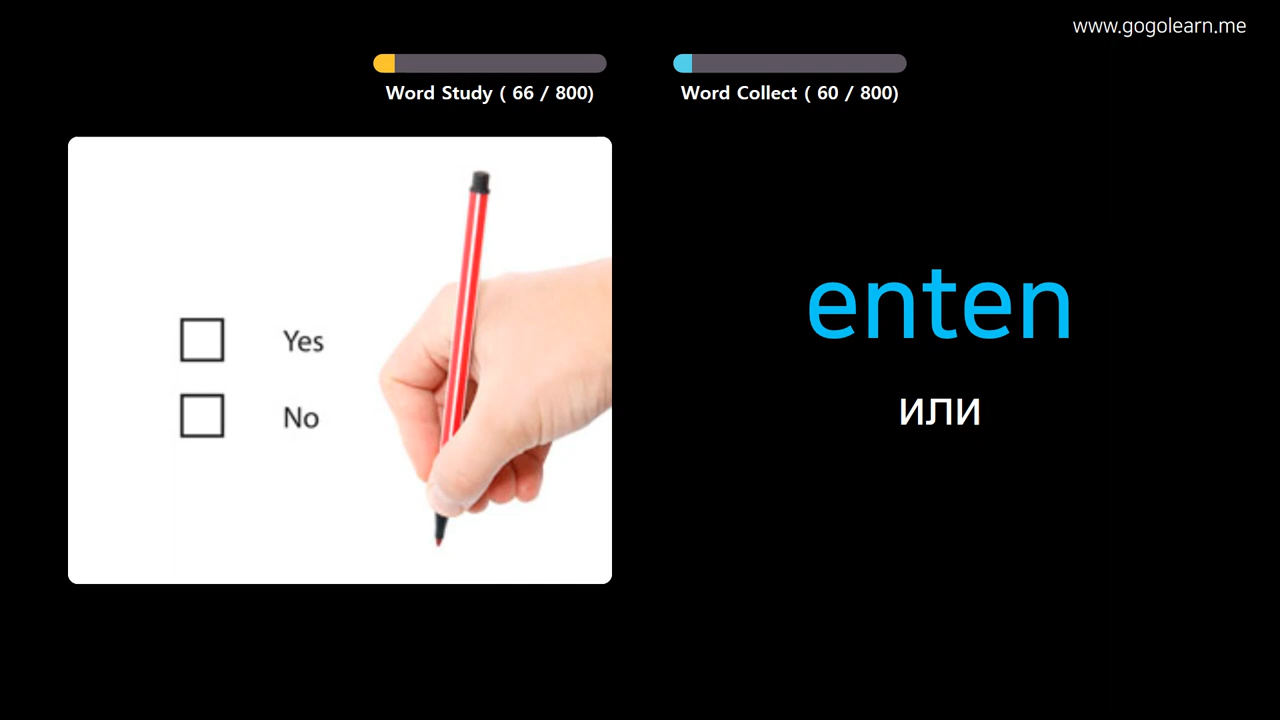 www.gogolearn.me
Word Study ( 66 / 800)
Word Collect ( 60 / 800)
Yes
No
enten
или